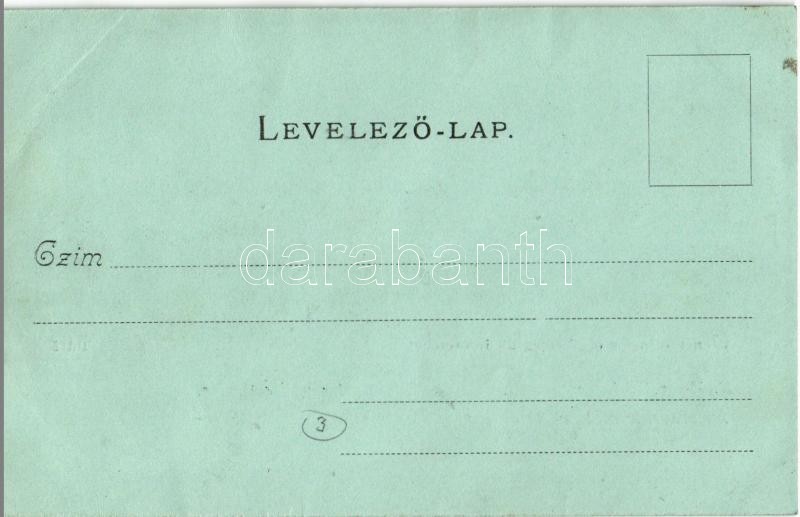 LEVELEZŐ-LAP.
Czim
darabanth
3